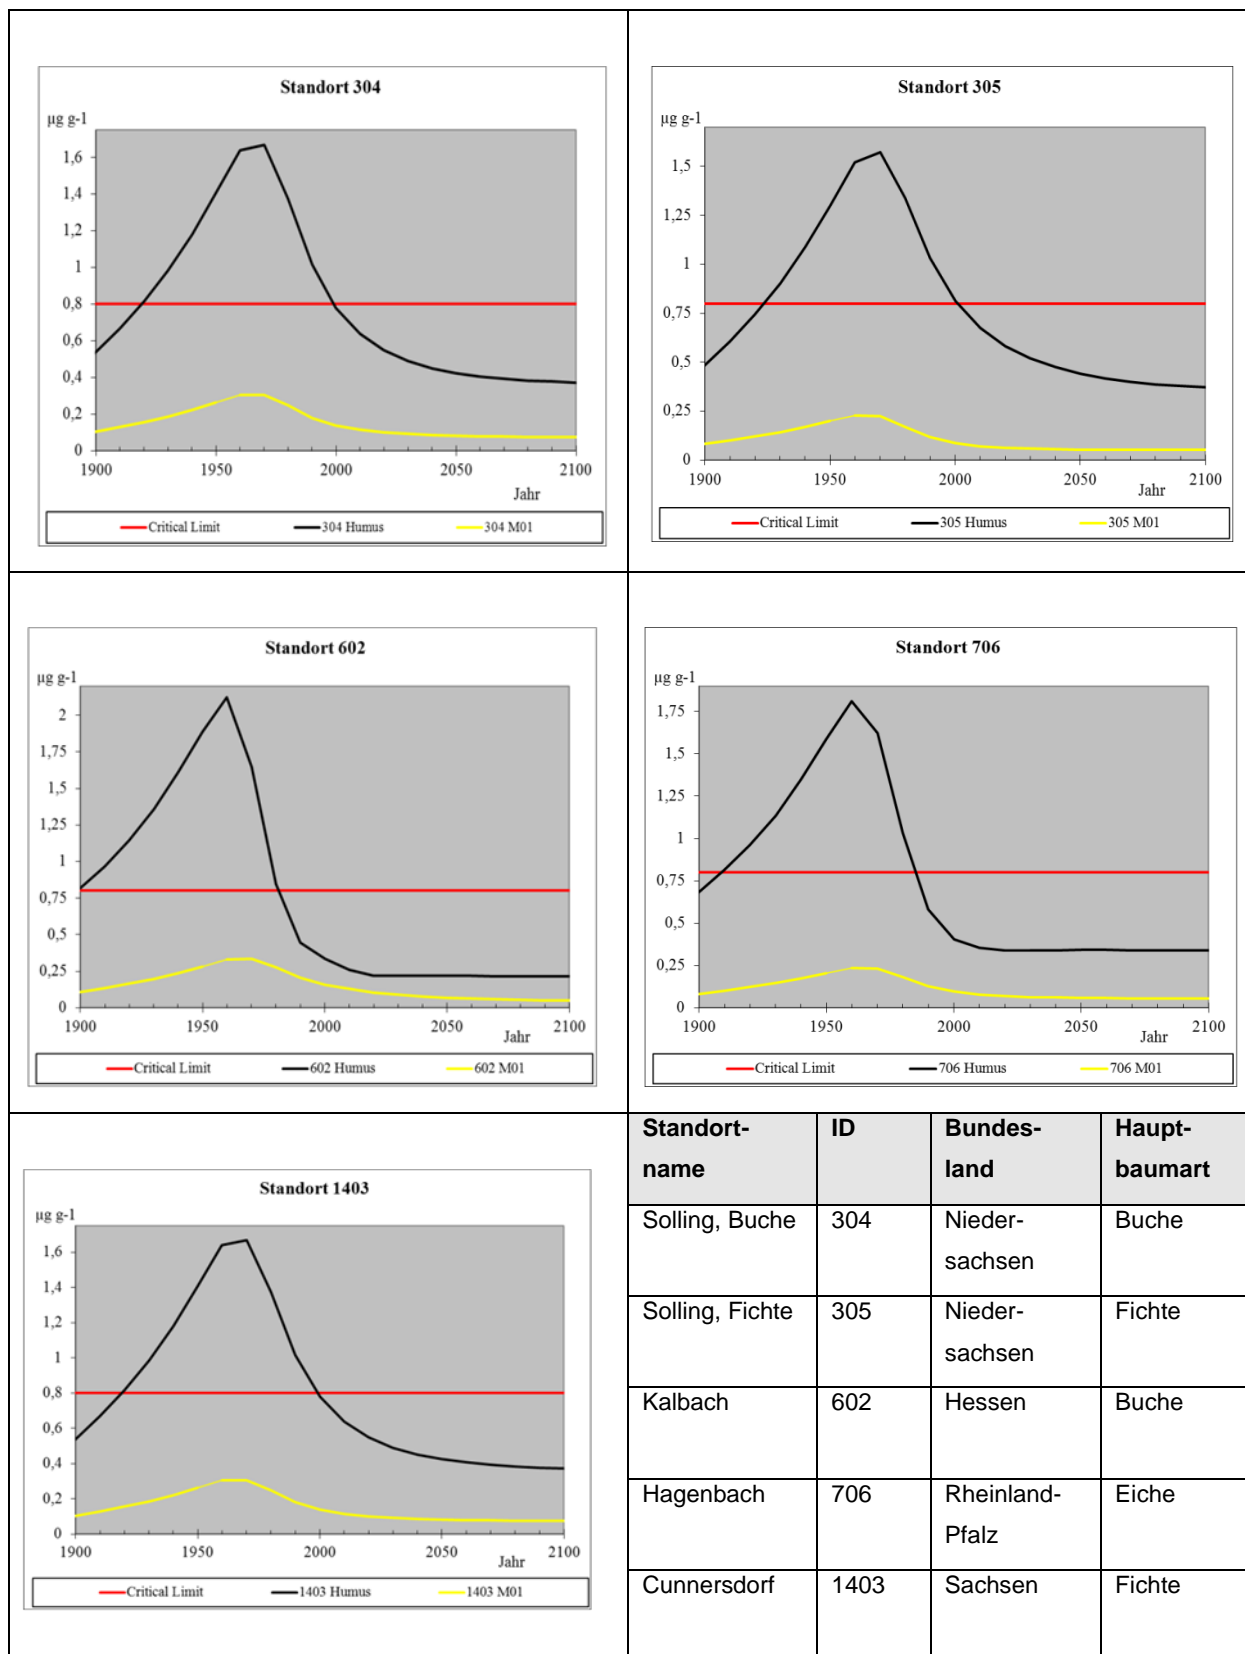 Standort 304
µg g-1
1,6
1,4
1,2
1
0,8
0,6
0,4
0,2
0
1900 1950 2000 2050 2100
Jahr
Critical Limit 304 Humus 304 M01
Standort 305
µg g-1
1,5
1,25
1
0,75
0,5
0,25
0
1900 1950 2000 2050 2100
Jahr
Critical Limit 305 Humus 305 M01
Standort 602
µg g-1
2
1,75
1,5
1,25
1
0,75
0,5
0,25
0
1900 1950 2000 2050 2100
Jahr
Critical Limit 602 Humus 602 M01
Standort 706
µg g-1
1,75
1,5
1,25
1
0,75
0,5
0,25
0
1900 1950 2000 2050 2100
Jahr
Critical Limit 706 Humus 706 M01
Standort 1403
µg g-1
1,6
1,4
1,2
1
0,8
0,6
0,4
0,2
0
1900 1950 2000 2050 2100
Jahr
Critical Limit 1403 Humus 1403 M01
Standort- ID Bundes- Haupt-
name land baumart
Solling, Buche 304 Nieder- Buche
sachsen
Solling, Fichte 305 Nieder- Fichte
sachsen
Kalbach 602 Hessen Buche
Hagenbach 706 Rheinland- Eiche
Pfalz
Cunnersdorf 1403 Sachsen Fichte